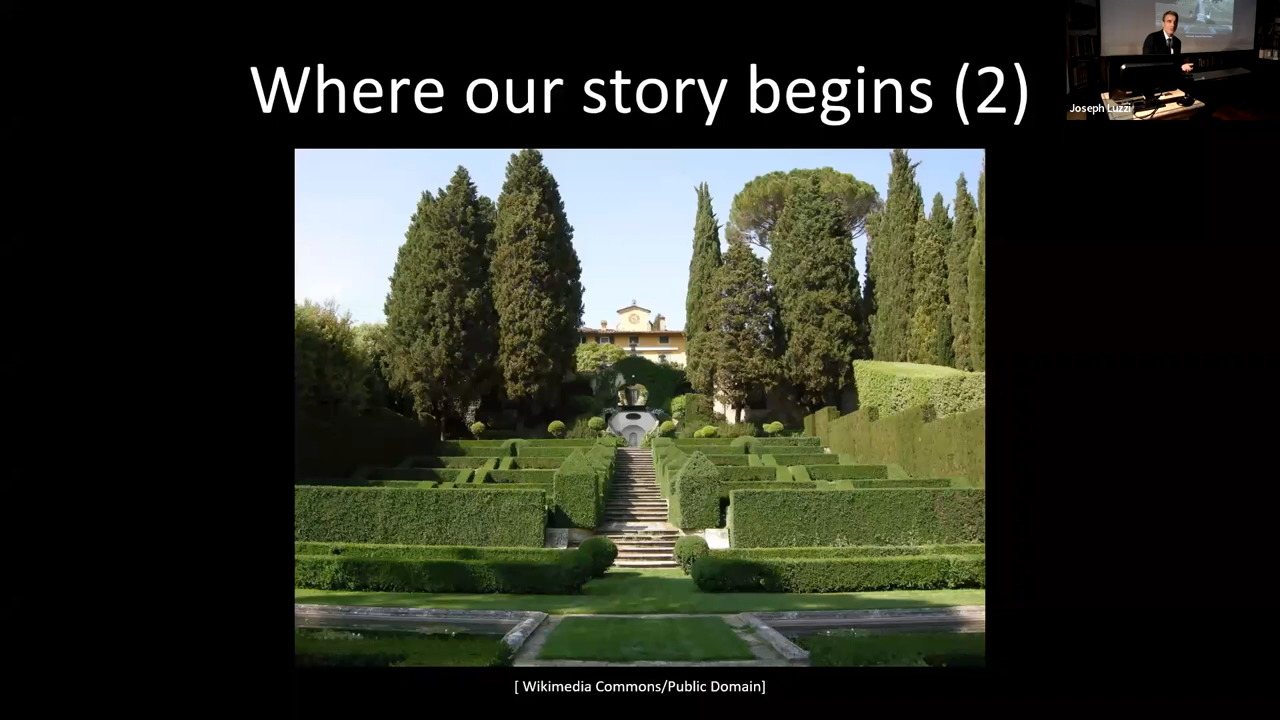 Where our story begins (2)
Joseph Luzzi
[ Wikimedia Commons/Public Domain]